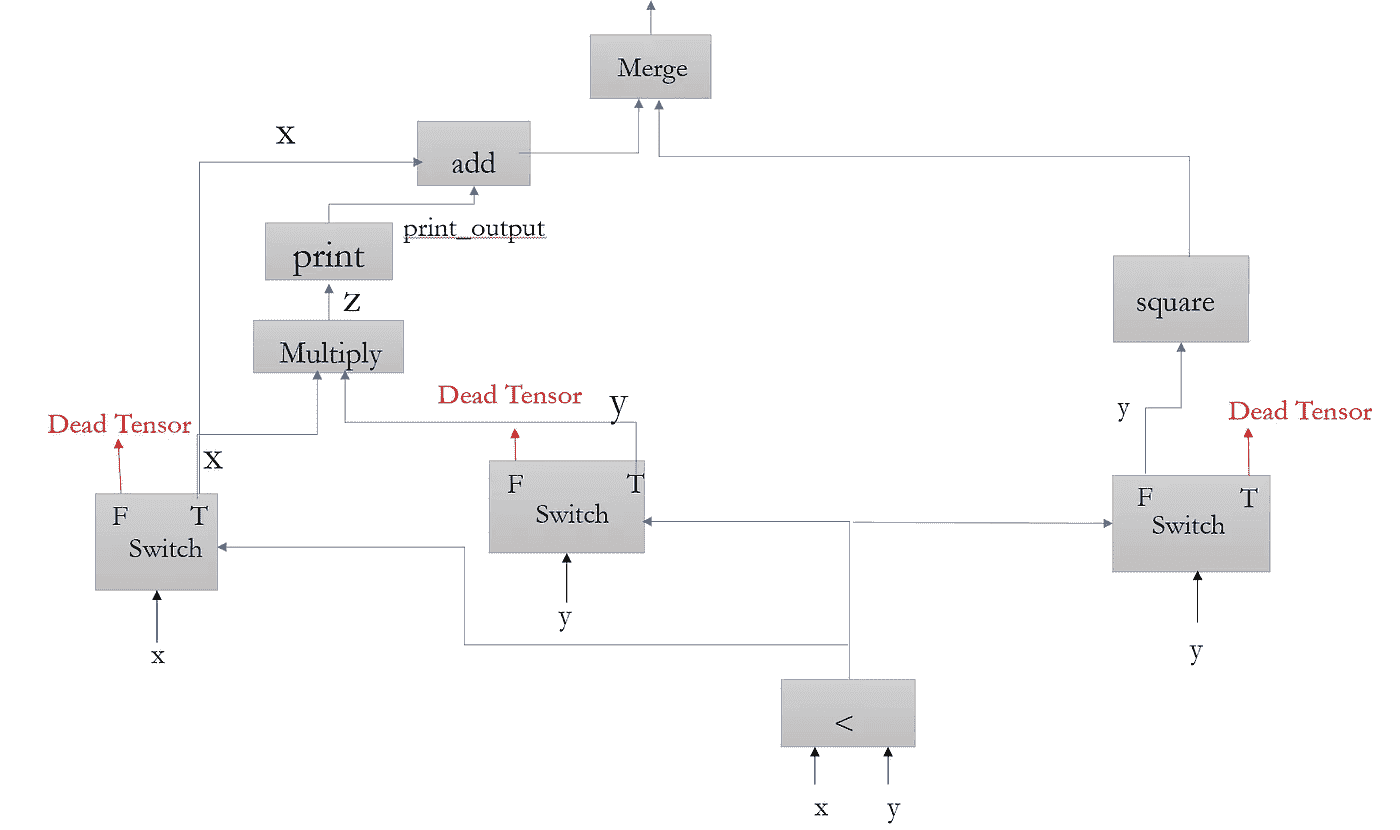 Merge
x
add
print_output
print
z
Multiply
Dead Tensor
y
Dead Tensor
x
F T
Switch
x
F T
Switch
y
square
y
Dead Tensor
F T
Switch
y
<
x y